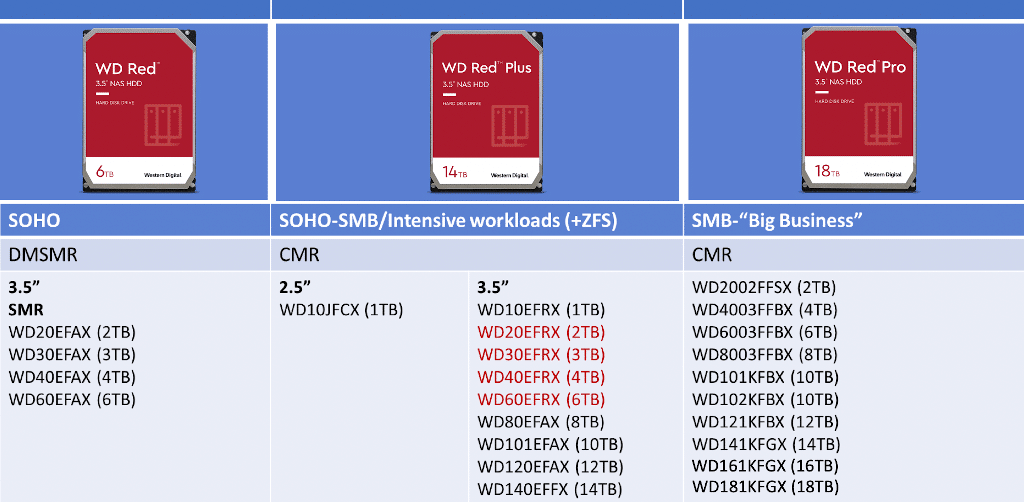 WD Red™
3.5" NAS HDD
HARD DISK DRIVE
6TB
Western Digital
WD Red™ Plus
3.5" NAS HDD
HARD DISK DRIVE
14TB
Western Digital
WD Red™ Pro
3.5" NAS HDD
HARD DISK DRIVE
18TB
Western Digital
SOHO
SOHO-SMB/Intensive workloads (+ZFS)
SMB-“Big Business”
DMSMR
CMR
CMR
3.5”
SMR
WD20EFAX (2TB)
WD30EFAX (3TB)
WD40EFAX (4TB)
WD60EFAX (6TB)
2.5”
WD10JFCX (1TB)
3.5”
WD10EFRX (1TB)
WD20EFRX (2TB)
WD30EFRX (3TB)
WD40EFRX (4TB)
WD60EFRX (6TB)
WD80EFAX (8TB)
WD101EFAX (10TB)
WD120EFAX (12TB)
WD140EFFX (14TB)
WD2002FFSX (2TB)
WD4003FFBX (4TB)
WD6003FFBX (6TB)
WD8003FFBX (8TB)
WD101KFBX (10TB)
WD102KFBX (10TB)
WD121KFBX (12TB)
WD141KFGX (14TB)
WD161KFGX (16TB)
WD181KFGX (18TB)